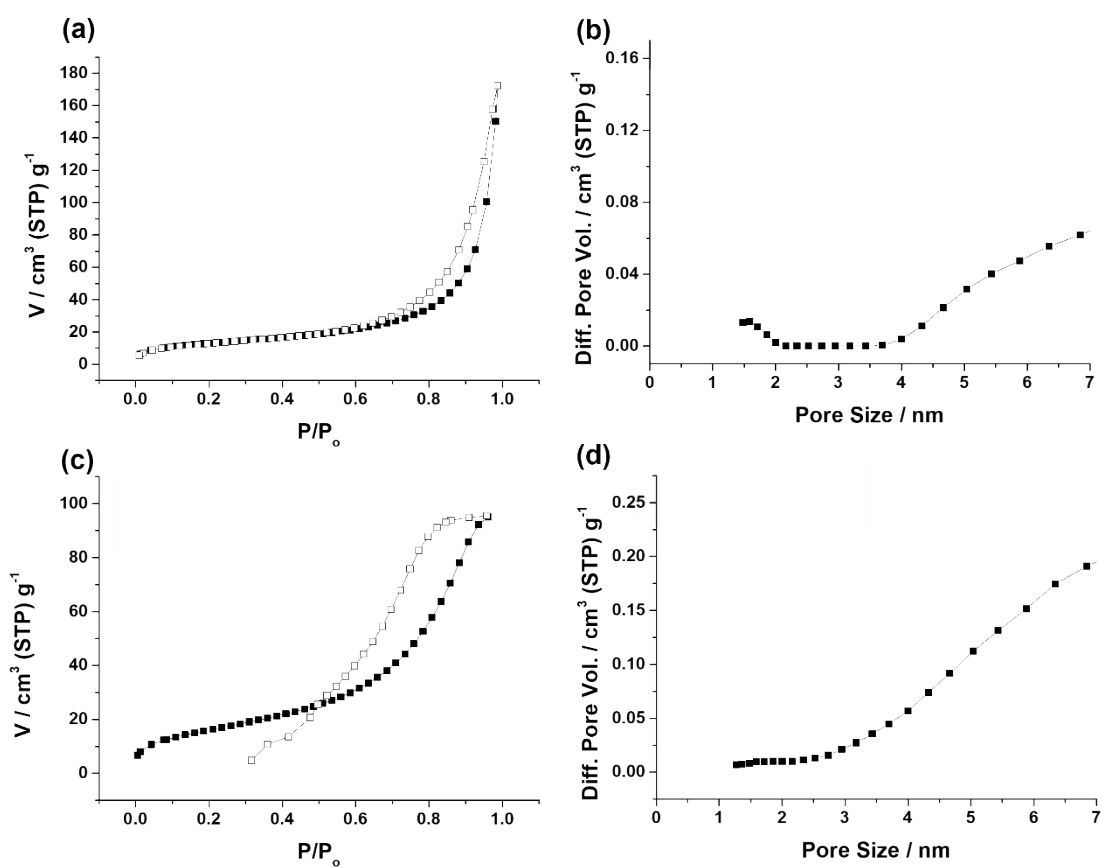 (a)
V / cm³ (STP) g⁻¹
180
160
140
120
100
80
60
40
20
0
0.0 0.2 0.4 0.6 0.8 1.0
P/Pₒ
(b)
Diff. Pore Vol. / cm³ (STP) g⁻¹
0.16
0.12
0.08
0.04
0.00
0 1 2 3 4 5 6 7
Pore Size / nm
(c)
V / cm³ (STP) g⁻¹
100
80
60
40
20
0
0.0 0.2 0.4 0.6 0.8 1.0
P/Pₒ
(d)
Diff. Pore Vol. / cm³ (STP) g⁻¹
0.25
0.20
0.15
0.10
0.05
0.00
0 1 2 3 4 5 6 7
Pore Size / nm